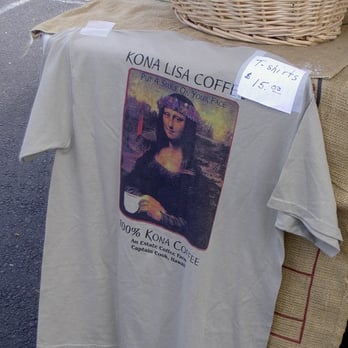 KONA LISA COFFEE
PUT A SMILE ON YOUR FACE
T-shirts
$15.00
100% KONA COFFEE
An Estate Coffee Farm
Captain Cook, Hawaii